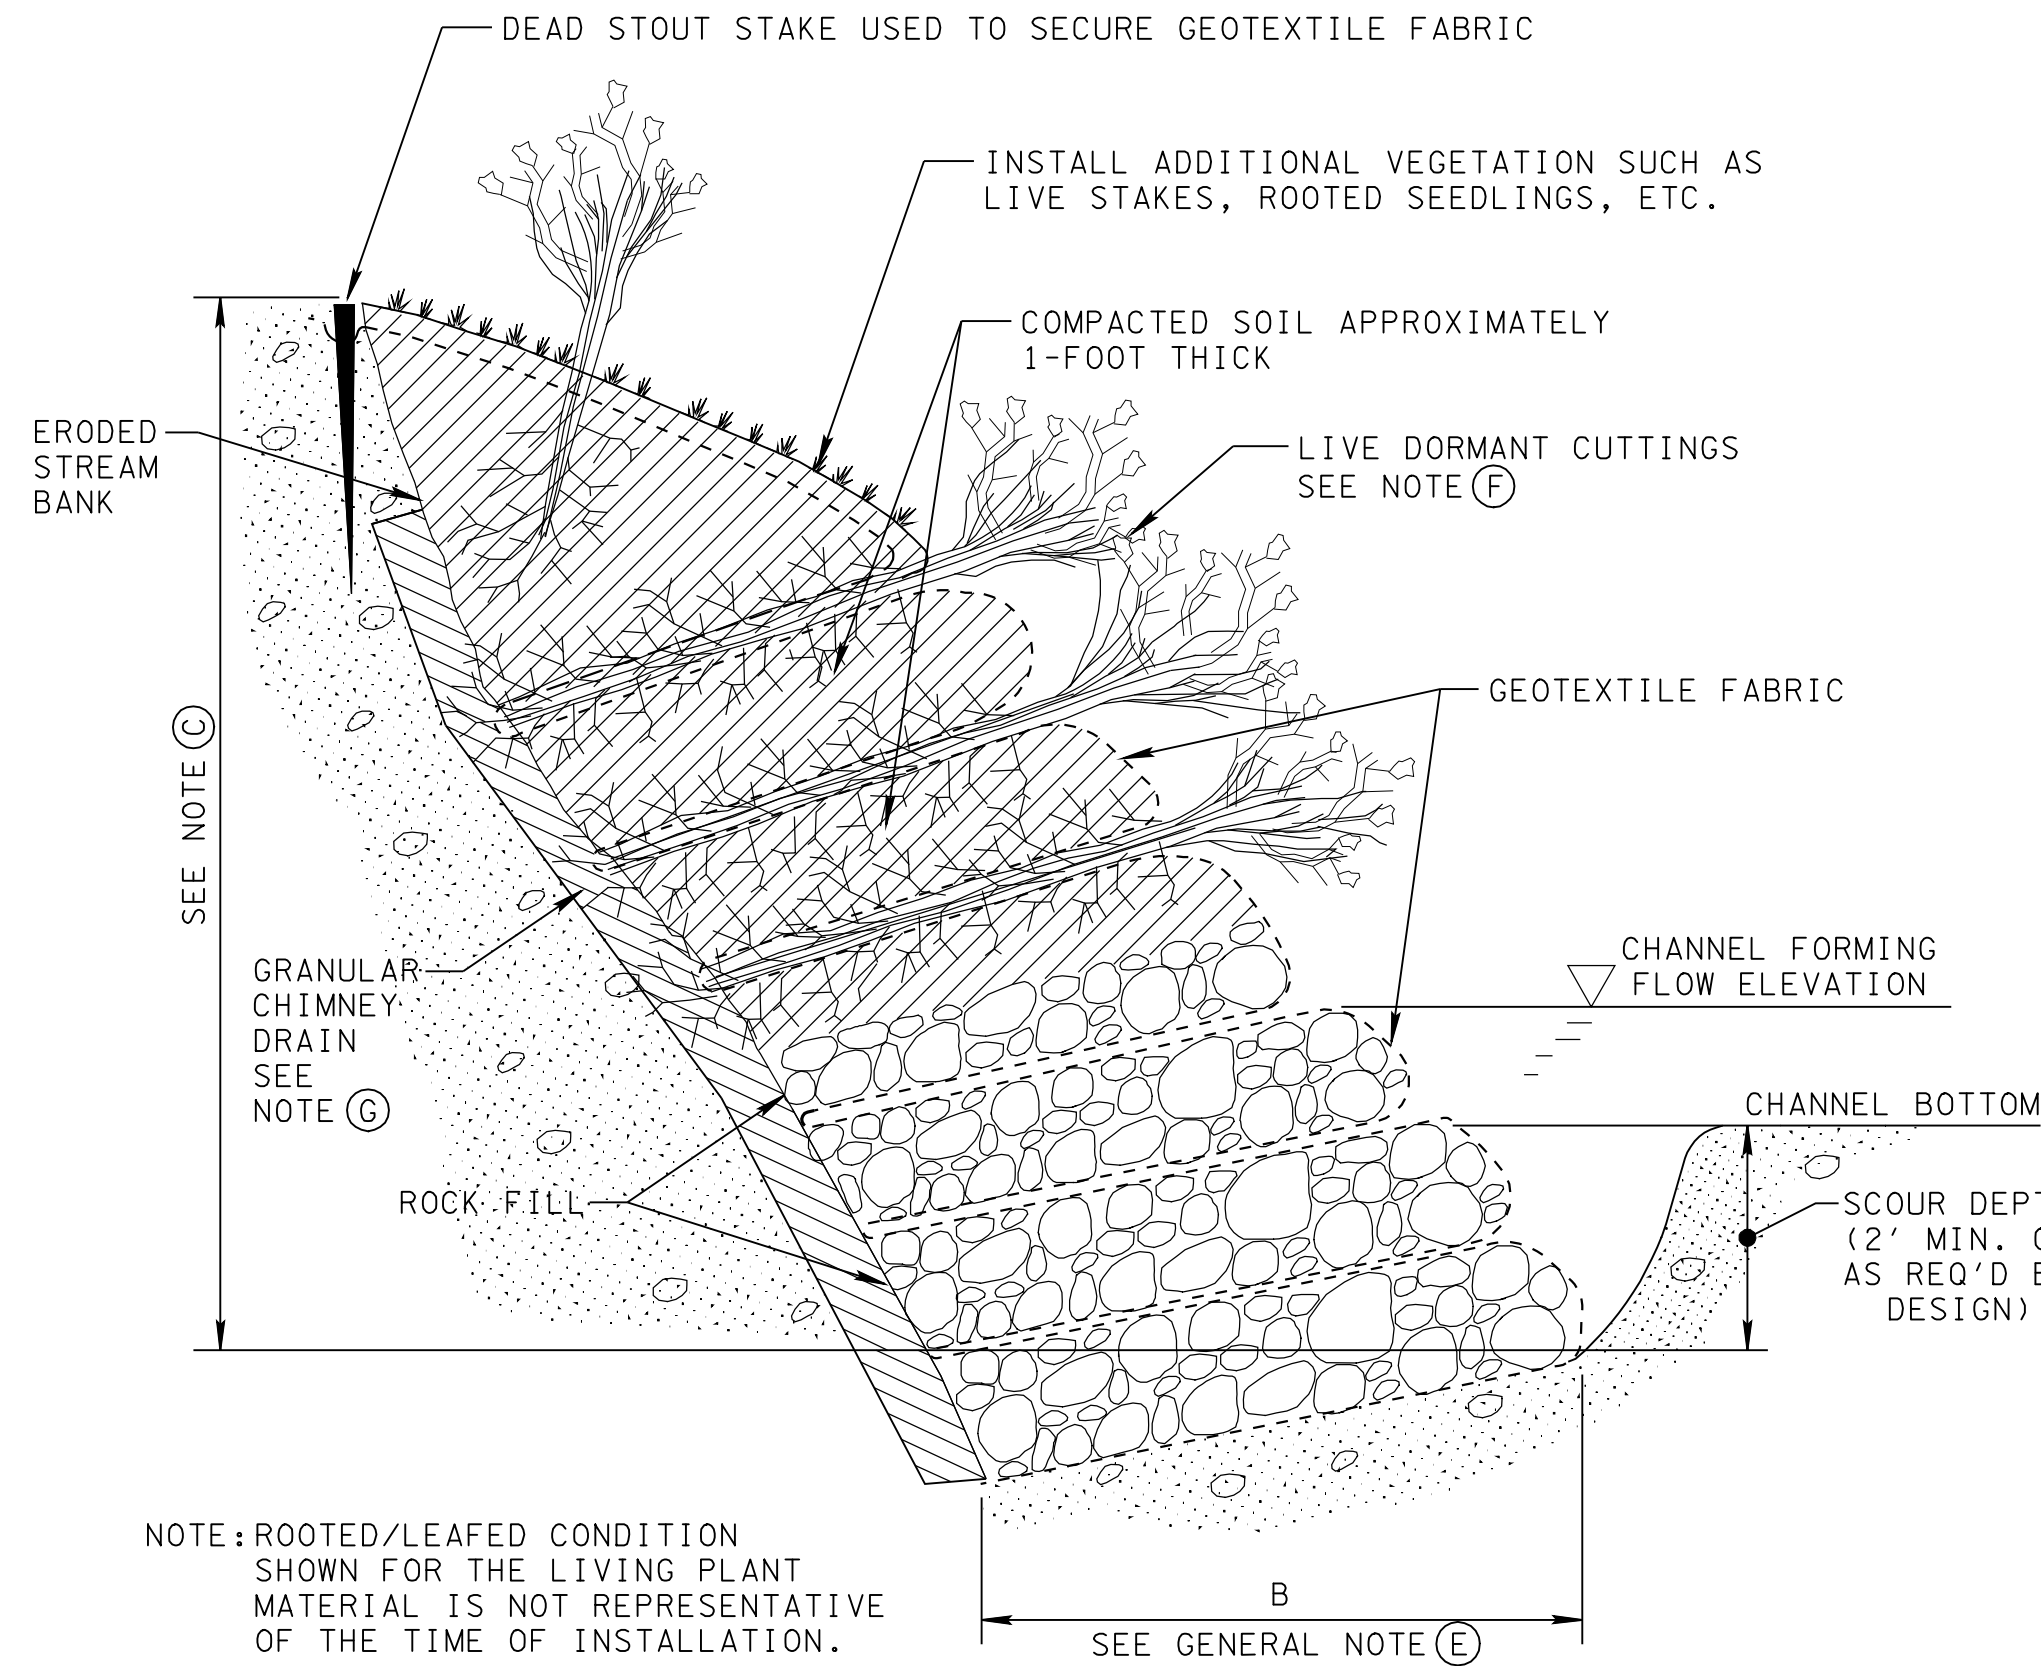 DEAD STOUT STAKE USED TO SECURE GEOTEXTILE FABRIC
INSTALL ADDITIONAL VEGETATION SUCH AS
LIVE STAKES, ROOTED SEEDLINGS, ETC.
COMPACTED SOIL APPROXIMATELY
1-FOOT THICK
ERODED
STREAM
BANK
LIVE DORMANT CUTTINGS
SEE NOTE F
GEOTEXTILE FABRIC
SEE NOTE C
CHANNEL FORMING
FLOW ELEVATION
GRANULAR
CHIMNEY
DRAIN
SEE
NOTE G
CHANNEL BOTTOM
ROCK FILL
SCOUR
(2' MIN.
AS REQ'D
DESIGN)
NOTE: ROOTED/LEAFED CONDITION
SHOWN FOR THE LIVING PLANT
MATERIAL IS NOT REPRESENTATIVE
OF THE TIME OF INSTALLATION.
B
SEE GENERAL NOTE E